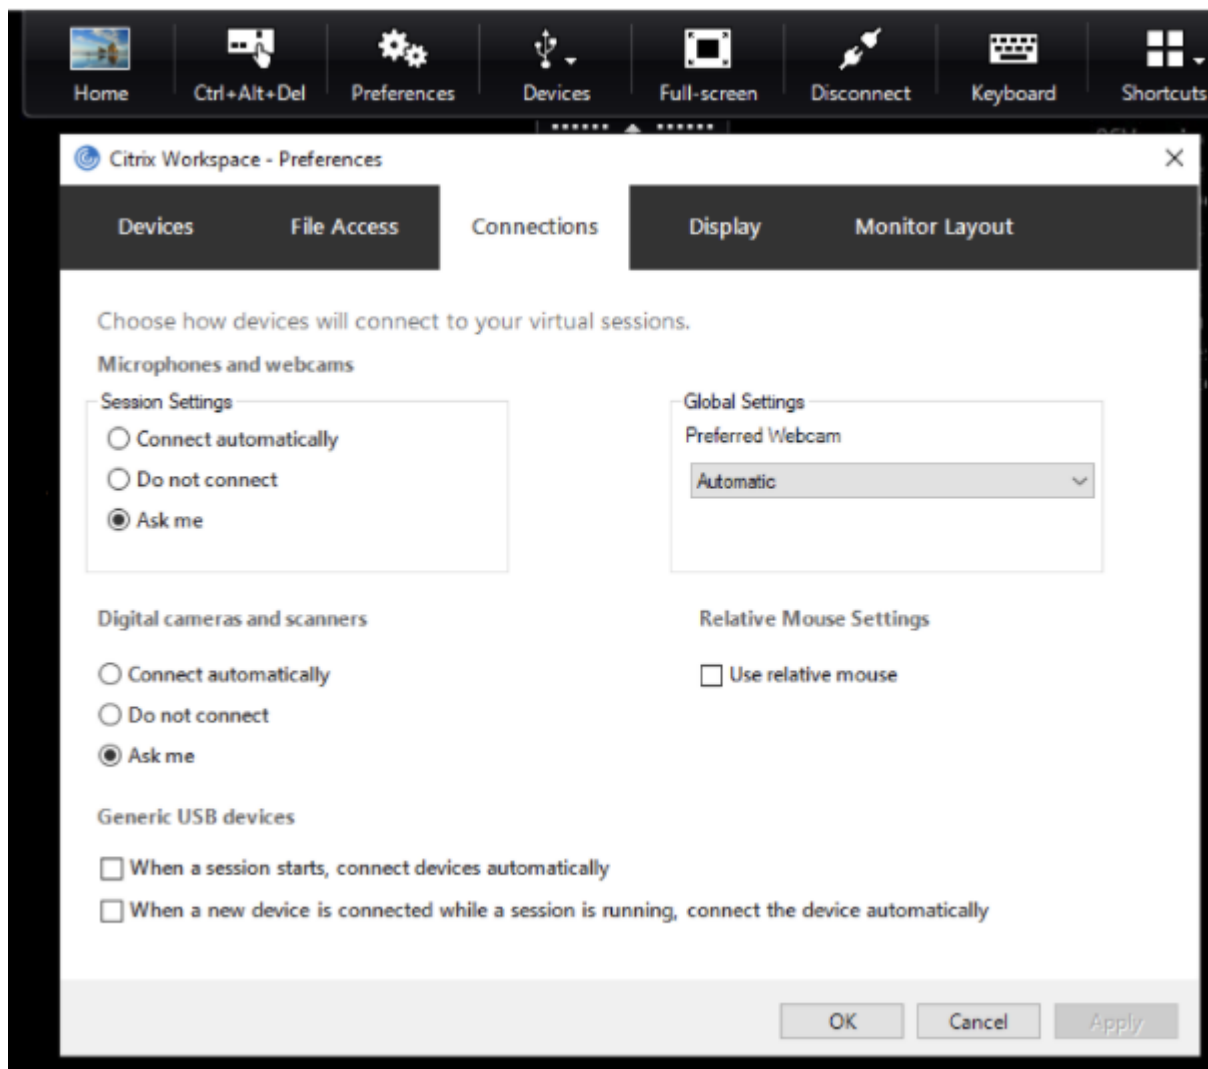 Home Ctrl+Alt+Del Preferences Devices Full-screen Disconnect Keyboard Shortcuts
Citrix Workspace - Preferences
Devices File Access Connections Display Monitor Layout
Choose how devices will connect to your virtual sessions.
Microphones and webcams
Session Settings
Connect automatically
Do not connect
Ask me
Global Settings
Preferred Webcam
Automatic
Digital cameras and scanners
Connect automatically
Do not connect
Ask me
Relative Mouse Settings
Use relative mouse
Generic USB devices
When a session starts, connect devices automatically
When a new device is connected while a session is running, connect the device automatically
OK Cancel Apply